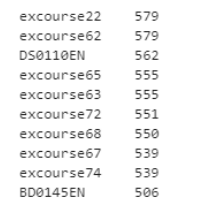 excourse22 579
excourse62 579
DS0110EN 562
excourse65 555
excourse63 555
excourse72 551
excourse68 550
excourse67 539
excourse74 539
BD0145EN 506